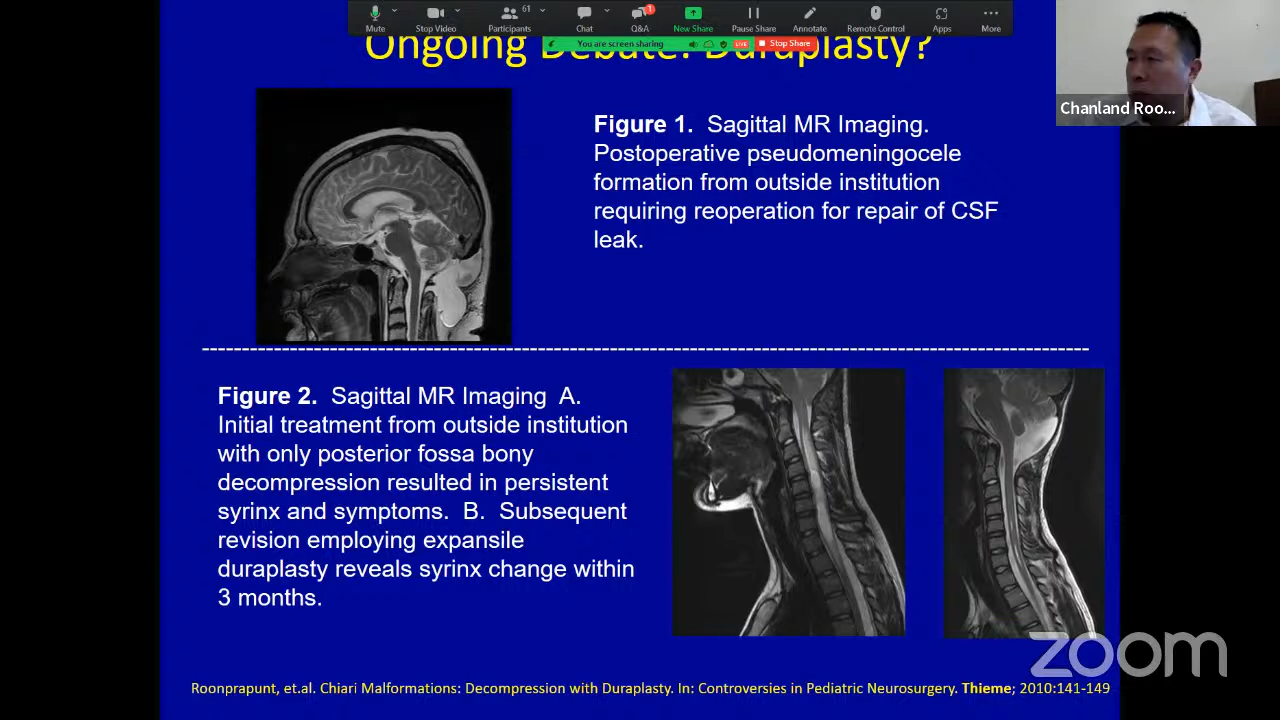 61
1
Mute
Stop Video
Participants
Chat
Q&A
New Share
Pause Share
Annotate
Remote Control
Apps
More
You are screen sharing
LIVE
Stop Share
Ongoing Debate: Duraplasty?
Chanland Roo...
Figure 1. Sagittal MR Imaging.
Postoperative pseudomeningocele
formation from outside institution
requiring reoperation for repair of CSF
leak.
Figure 2. Sagittal MR Imaging A.
Initial treatment from outside institution
with only posterior fossa bony
decompression resulted in persistent
syrinx and symptoms. B. Subsequent
revision employing expansile
duraplasty reveals syrinx change within
3 months.
zoom
Roonprapunt, et.al. Chiari Malformations: Decompression with Duraplasty. In: Controversies in Pediatric Neurosurgery. Thieme; 2010:141-149